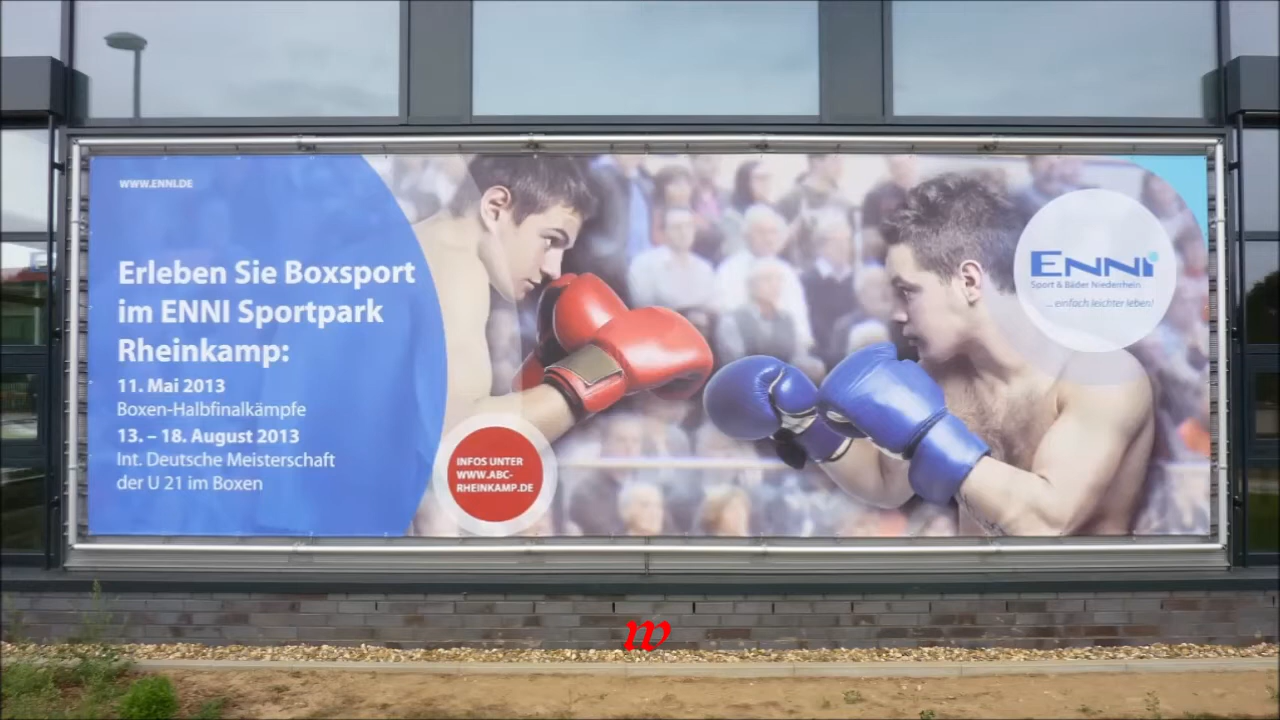 WWW.ENNI.DE
Erleben Sie Boxsport
im ENNI Sportpark
Rheinkamp:
11. Mai 2013
Boxen-Halbfinalkämpfe
13. – 18. August 2013
Int. Deutsche Meisterschaft
der U 21 im Boxen
INFOS UNTER
WWW.ABC-
RHEINKAMP.DE
ENNI
Sport & Bäder Niederrhein
... einfach leichter leben!
w